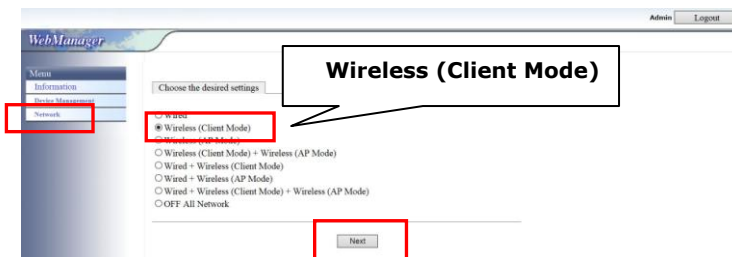 Admin Logout
WebManager
Wireless (Client Mode)
Menu
Information
Device Management
Network
Choose the desired settings
Wired
Wireless (Client Mode)
Wireless (AP Mode)
Wireless (Client Mode) + Wireless (AP Mode)
Wired + Wireless (Client Mode)
Wired + Wireless (AP Mode)
Wired + Wireless (Client Mode) + Wireless (AP Mode)
OFF All Network
Next